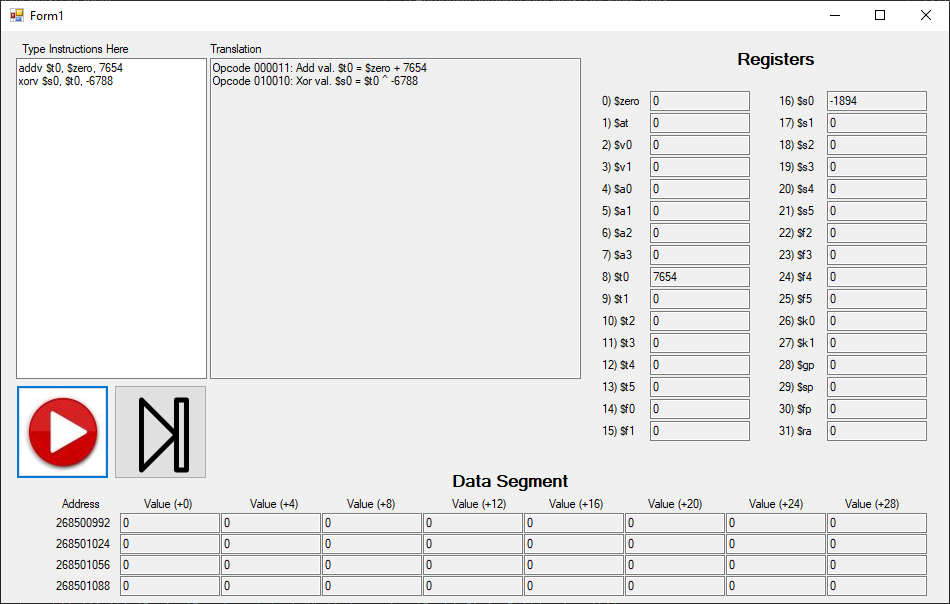 Form1
Type Instructions Here
Translation
addv $t0, $zero, 7654
xorv $s0, $t0, -6788
Opcode 000011: Add val. $t0 = $zero + 7654
Opcode 010010: Xor val. $s0 = $t0 ^ -6788
Registers
0) $zero 0
1) $at 0
2) $v0 0
3) $v1 0
4) $a0 0
5) $a1 0
6) $a2 0
7) $a3 0
8) $t0 7654
9) $t1 0
10) $t2 0
11) $t3 0
12) $t4 0
13) $t5 0
14) $f0 0
15) $f1 0
16) $s0 -1894
17) $s1 0
18) $s2 0
19) $s3 0
20) $s4 0
21) $s5 0
22) $f2 0
23) $f3 0
24) $f4 0
25) $f5 0
26) $k0 0
27) $k1 0
28) $gp 0
29) $sp 0
30) $fp 0
31) $ra 0
Data Segment
Address Value (+0) Value (+4) Value (+8) Value (+12) Value (+16) Value (+20) Value (+24) Value (+28)
268500992 0 0 0 0 0 0 0 0
268501024 0 0 0 0 0 0 0 0
268501056 0 0 0 0 0 0 0 0
268501088 0 0 0 0 0 0 0 0